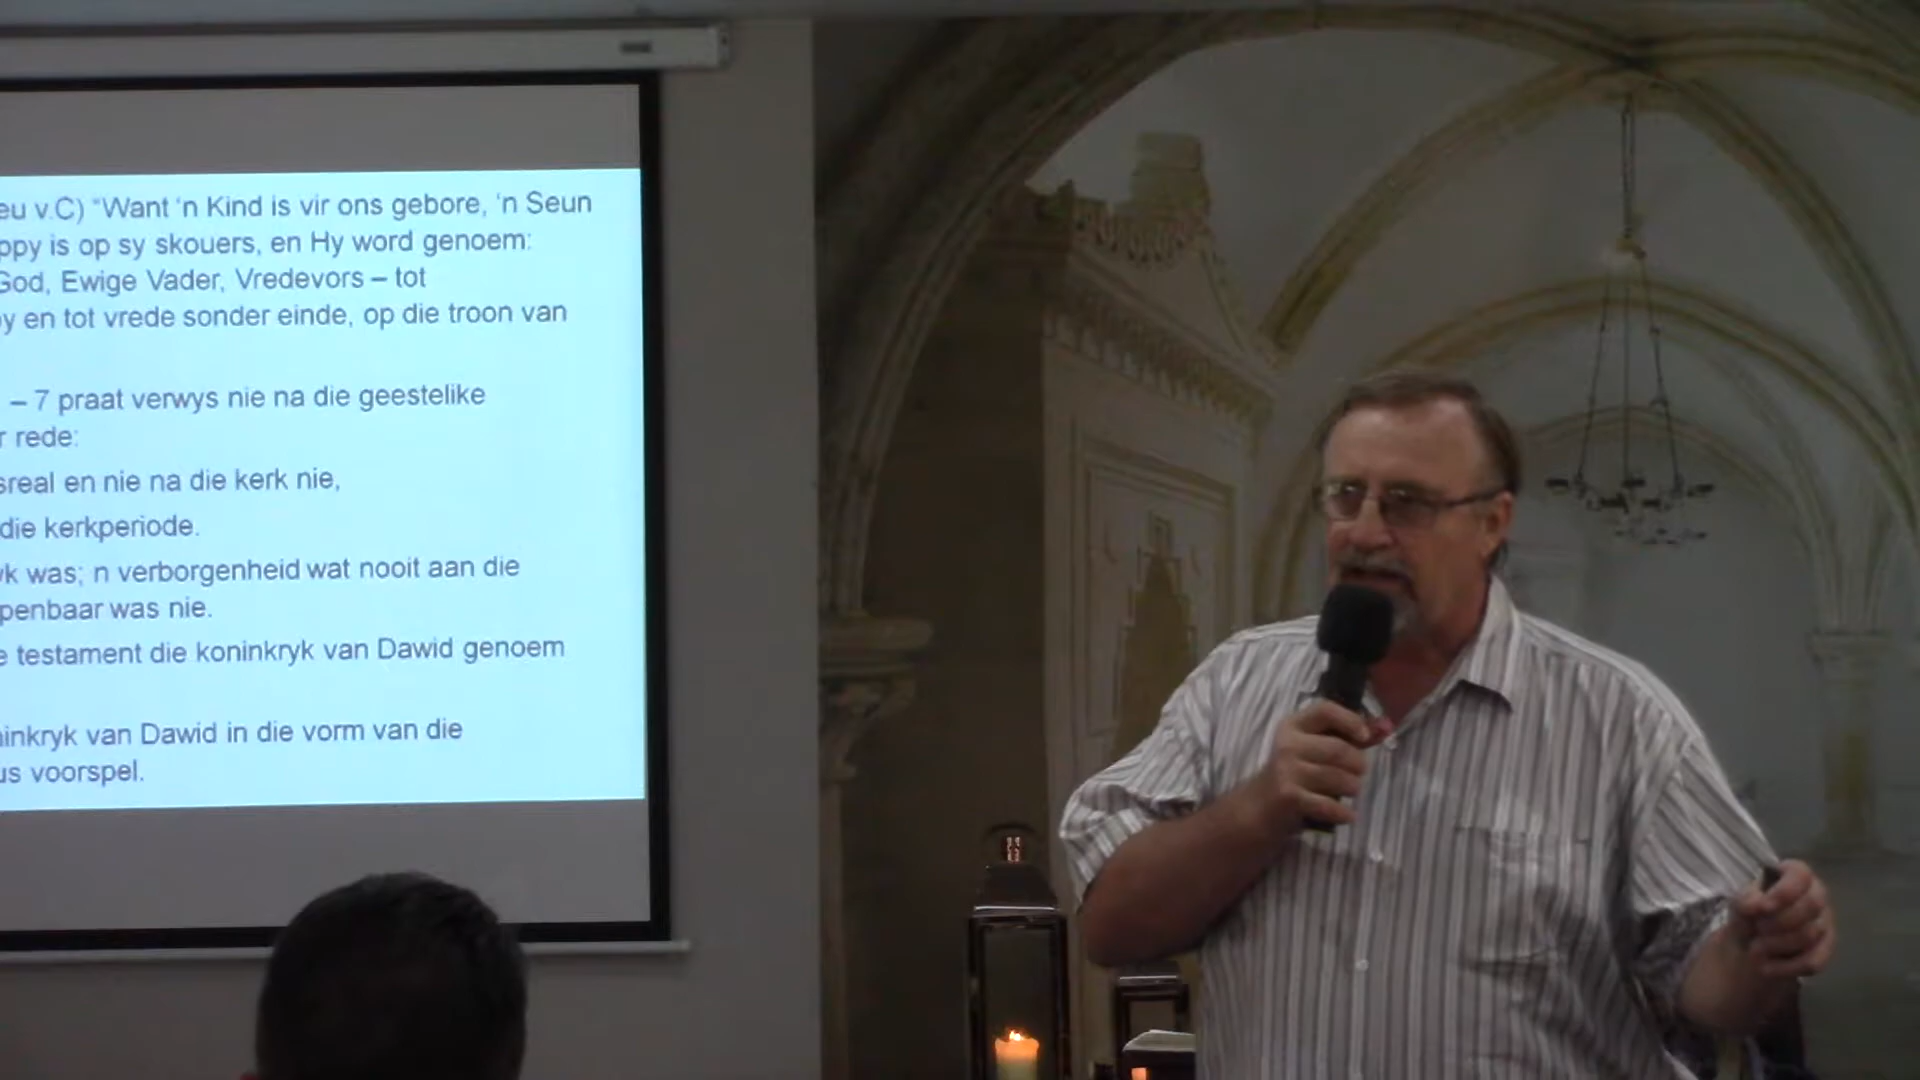 eu v.C) “Want ‘n Kind is vir ons gebore, ‘n Seun
ppy is op sy skouers, en Hy word genoem:
God, Ewige Vader, Vredevors – tot
y en tot vrede sonder einde, op die troon van
– 7 praat verwys nie na die geestelike
r rede:
sreal en nie na die kerk nie,
die kerkperiode.
yk was; n verborgenheid wat nooit aan die
penbaar was nie.
e testament die koninkryk van Dawid genoem
inkryk van Dawid in die vorm van die
us voorspel.